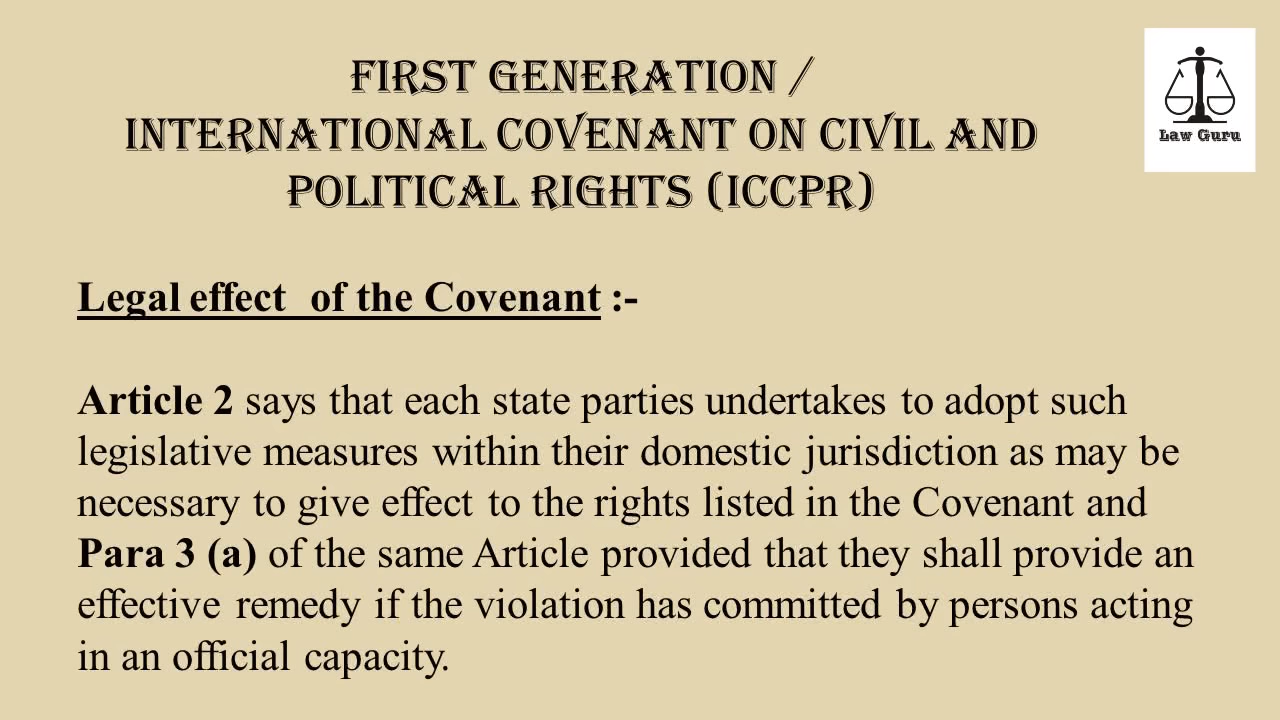 FIRST GENERATION /
INTERNATIONAL COVENANT ON CIVIL AND
POLITICAL RIGHTS (ICCPR)
Law Guru
Legal effect of the Covenant :-
Article 2 says that each state parties undertakes to adopt such
legislative measures within their domestic jurisdiction as may be
necessary to give effect to the rights listed in the Covenant and
Para 3 (a) of the same Article provided that they shall provide an
effective remedy if the violation has committed by persons acting
in an official capacity.